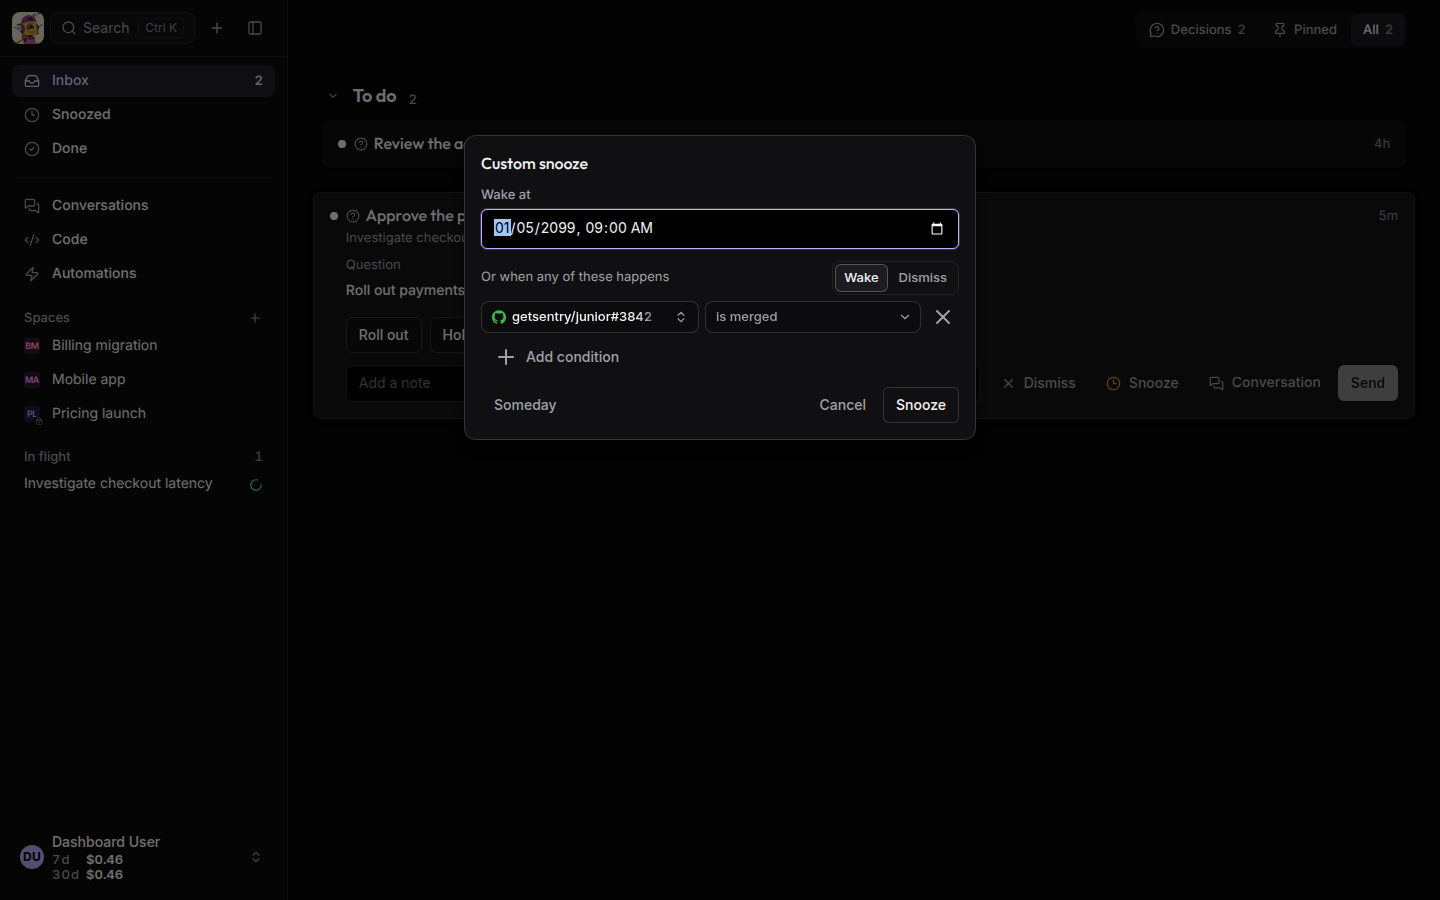 Search Ctrl K
Decisions 2
Pinned
All 2
Inbox 2
Snoozed
Done
Conversations
Code
Automations
Spaces
BM Billing migration
MA Mobile app
PL Pricing launch
In flight 1
Investigate checkout latency
Dashboard User
DU
7d $0.46
30d $0.46
To do 2
Review the a
4h
Approve the p
5m
Investigate checkou
Question
Roll out payments
Roll out
Hol
Add a note
Dismiss
Snooze
Conversation
Send
Custom snooze
Wake at
01/05/2099, 09:00 AM
Or when any of these happens
Wake Dismiss
getsentry/junior#3842
is merged
Add condition
Someday
Cancel
Snooze